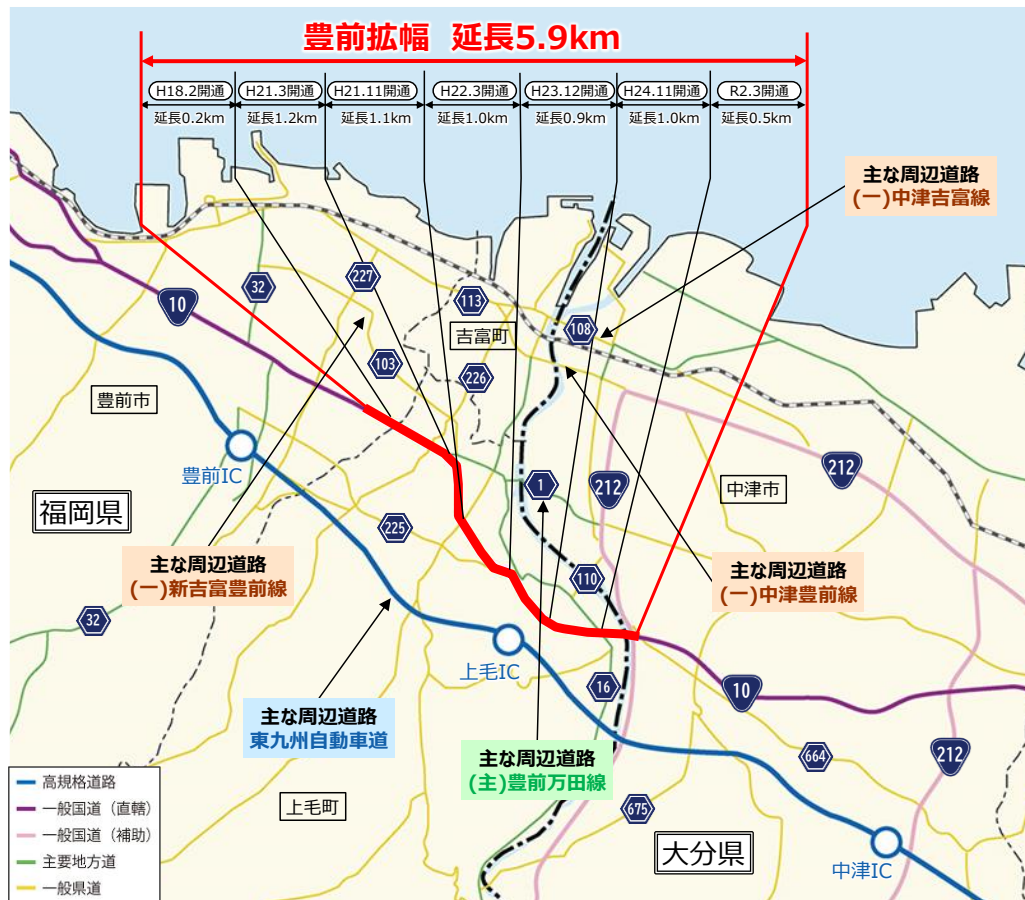 豊前拡幅 延長5.9km
H18.2開通
H21.3開通
H21.11開通
H22.3開通
H23.12開通
H24.11開通
R2.3開通
延長0.2km
延長1.2km
延長1.1km
延長1.0km
延長0.9km
延長1.0km
延長0.5km
主な周辺道路
(一)中津吉富線
10
32
227
113
吉富町
108
103
226
豊前市
豊前IC
福岡県
225
1
212
中津市
212
主な周辺道路
(一)新吉富豊前線
110
主な周辺道路
(一)中津豊前線
32
上毛IC
16
10
主な周辺道路
東九州自動車道
主な周辺道路
(主)豊前万田線
664
212
675
上毛町
大分県
中津IC
高規格道路
一般国道（直轄）
一般国道（補助）
主要地方道
一般県道